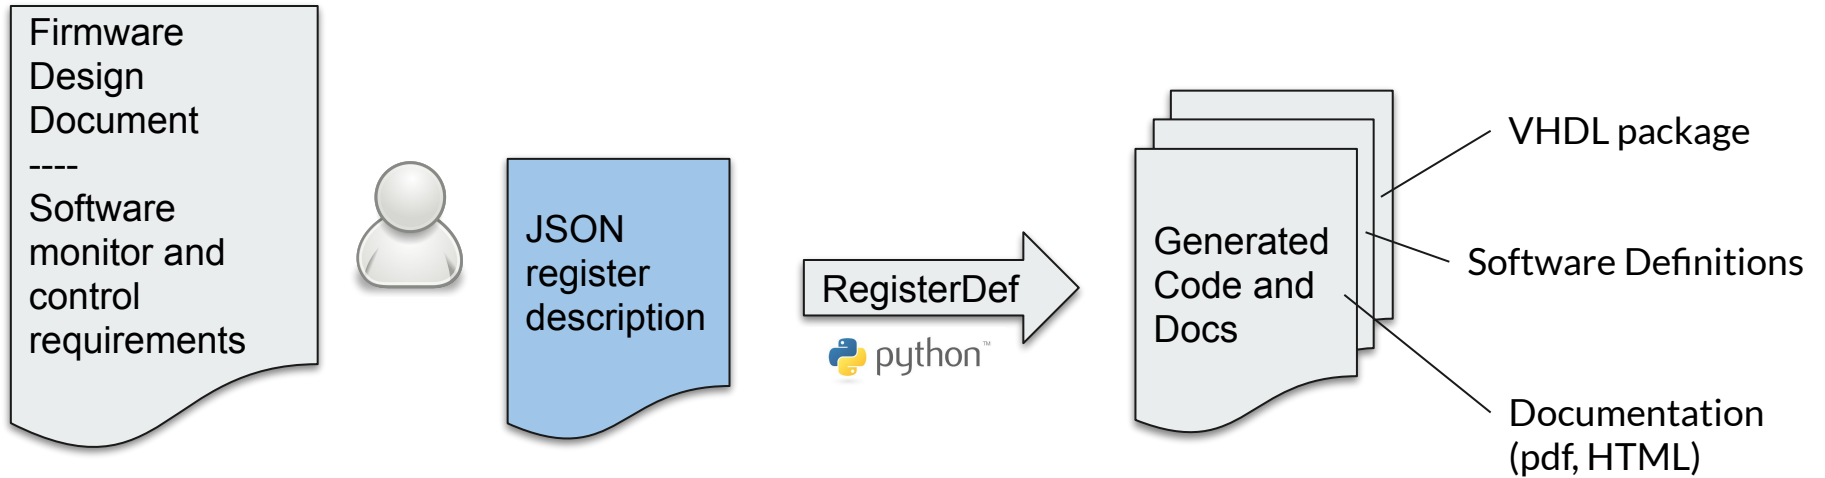 Firmware
Design
Document
----
Software
monitor and
control
requirements
JSON
register
description
RegisterDef
python™
Generated
Code and
Docs
VHDL package
Software Definitions
Documentation
(pdf, HTML)